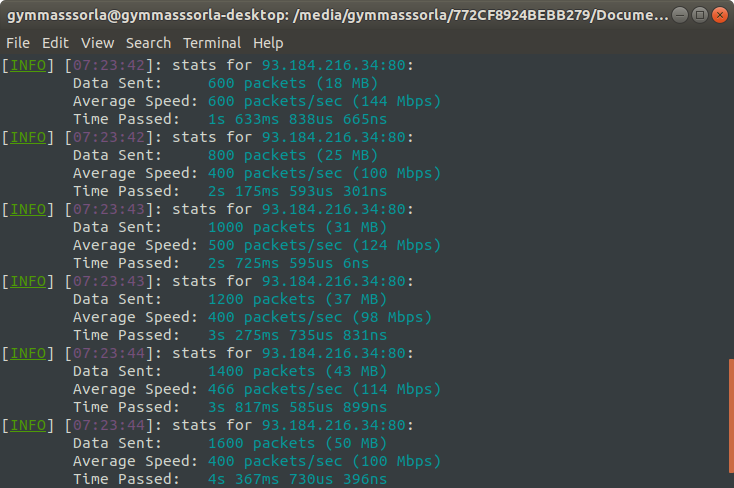 gymmasssorla@gymmasssorla-desktop: /media/gymmasssorla/772CF8924BEBB279/Docume...
File Edit View Search Terminal Help
[INFO] [07:23:42]: stats for 93.184.216.34:80:
Data Sent: 600 packets (18 MB)
Average Speed: 600 packets/sec (144 Mbps)
Time Passed: 1s 633ms 838us 665ns
[INFO] [07:23:42]: stats for 93.184.216.34:80:
Data Sent: 800 packets (25 MB)
Average Speed: 400 packets/sec (100 Mbps)
Time Passed: 2s 175ms 593us 301ns
[INFO] [07:23:43]: stats for 93.184.216.34:80:
Data Sent: 1000 packets (31 MB)
Average Speed: 500 packets/sec (124 Mbps)
Time Passed: 2s 725ms 595us 6ns
[INFO] [07:23:43]: stats for 93.184.216.34:80:
Data Sent: 1200 packets (37 MB)
Average Speed: 400 packets/sec (98 Mbps)
Time Passed: 3s 275ms 735us 831ns
[INFO] [07:23:44]: stats for 93.184.216.34:80:
Data Sent: 1400 packets (43 MB)
Average Speed: 466 packets/sec (114 Mbps)
Time Passed: 3s 817ms 585us 899ns
[INFO] [07:23:44]: stats for 93.184.216.34:80:
Data Sent: 1600 packets (50 MB)
Average Speed: 400 packets/sec (100 Mbps)
Time Passed: 4s 367ms 730us 396ns